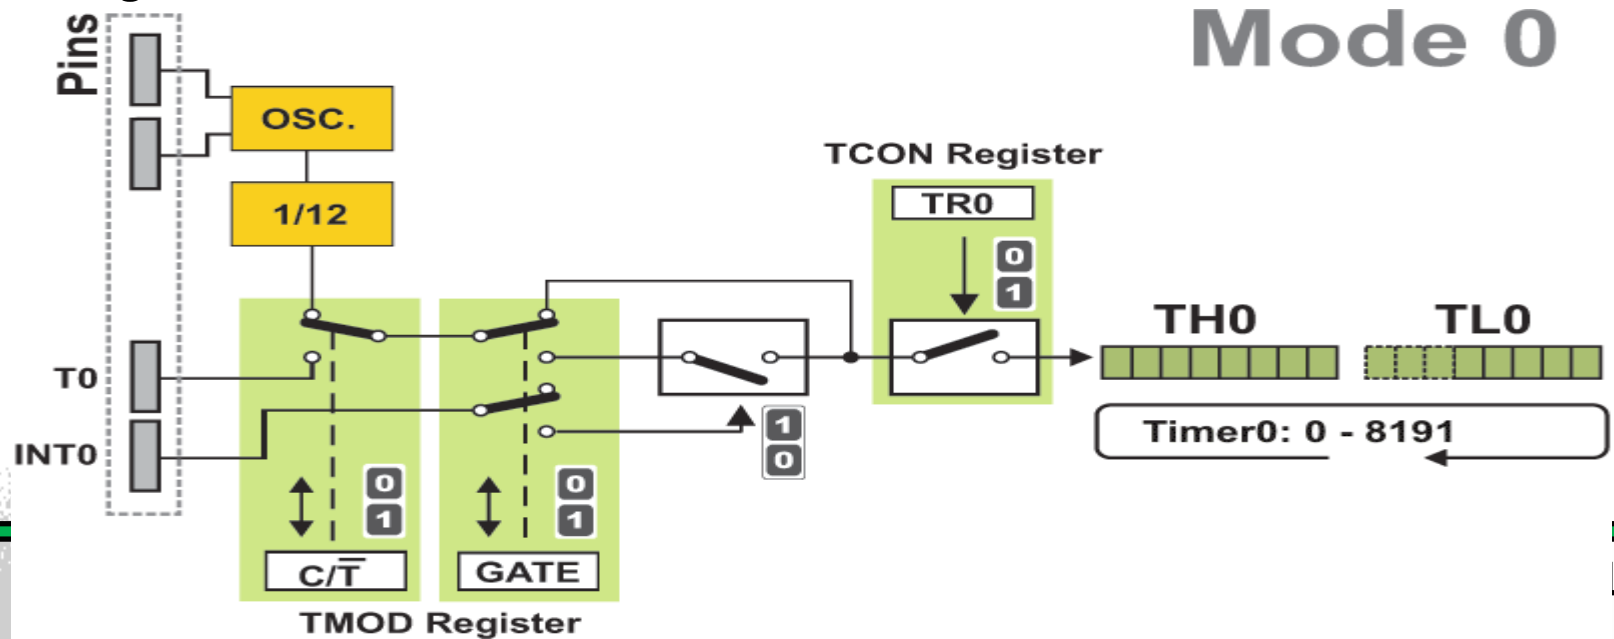 Mode 0
Pins
OSC.
1/12
TCON Register
TR0
0
1
TH0 TL0
T0
INT0
1
0
Timer0: 0 - 8191
0
1
0
1
C/T̅
GATE
TMOD Register